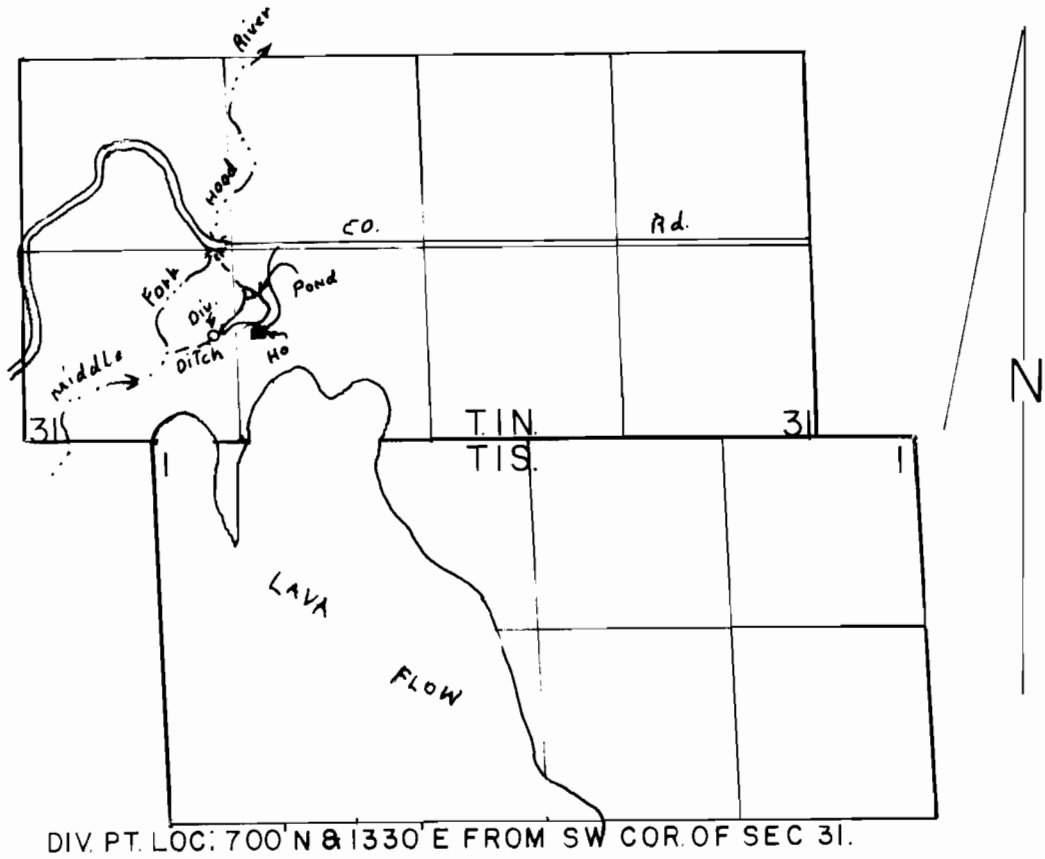 River
Hood
CO. Rd.
Fork
Pond
Div.
Ho
Ditch
Middle
N
31 T.1N. 31
1 T1S. 1
LAVA
FLOW
DIV. PT. LOC: 700' N & 1330' E FROM SW COR. OF SEC 31.